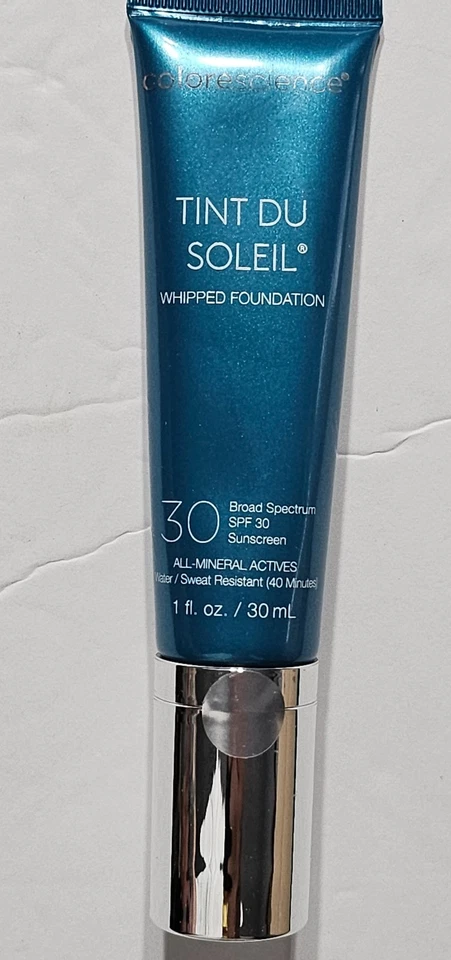 colorescience®
TINT DU
SOLEIL®
WHIPPED FOUNDATION
30
Broad Spectrum
SPF 30
Sunscreen
ALL-MINERAL ACTIVES
Water / Sweat Resistant (40 Minutes)
1 fl. oz. / 30 mL